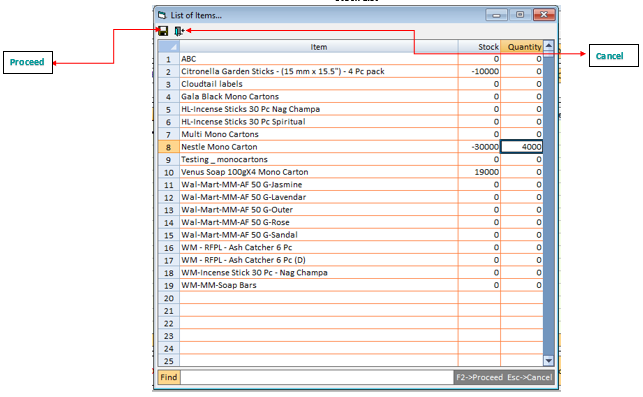 List of Items...
Proceed
Cancel
Item Stock Quantity
1 ABC 0 0
2 Citronella Garden Sticks - (15 mm x 15.5") - 4 Pc pack -10000 0
3 Cloudtail labels 0 0
4 Gala Black Mono Cartons 0 0
5 HL-Incense Sticks 30 Pc Nag Champa 0 0
6 HL-Incense Sticks 30 Pc Spiritual 0 0
7 Multi Mono Cartons 0 0
8 Nestle Mono Carton -30000 4000
9 Testing _ monocartons 0 0
10 Venus Soap 100gX4 Mono Carton 19000 0
11 Wal-Mart-MM-AF 50 G-Jasmine 0 0
12 Wal-Mart-MM-AF 50 G-Lavendar 0 0
13 Wal-Mart-MM-AF 50 G-Outer 0 0
14 Wal-Mart-MM-AF 50 G-Rose 0 0
15 Wal-Mart-MM-AF 50 G-Sandal 0 0
16 WM - RFPL - Ash Catcher 6 Pc 0 0
17 WM - RFPL - Ash Catcher 6 Pc (D) 0 0
18 WM-Incense Stick 30 Pc - Nag Champa 0 0
19 WM-MM-Soap Bars 0 0
20
21
22
23
24
25
Find F2->Proceed Esc->Cancel